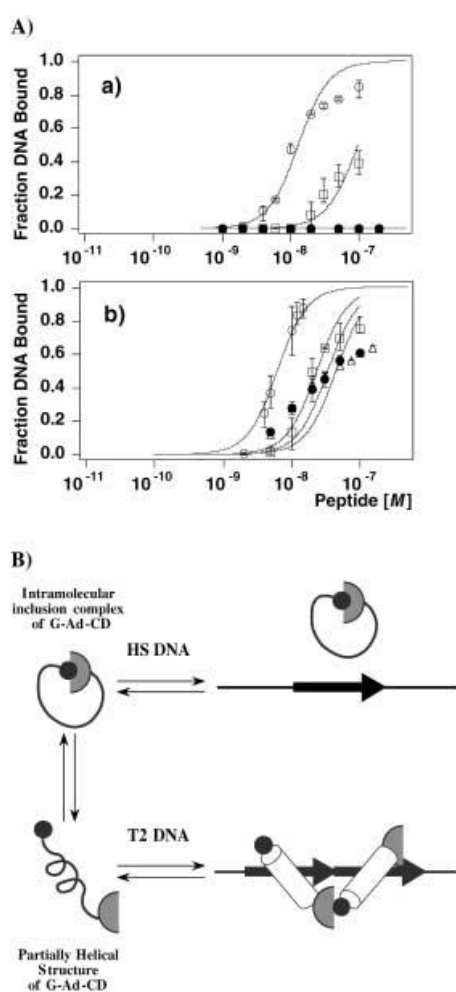 A)
a)
Fraction DNA Bound
1.0
0.8
0.6
0.4
0.2
0.0
10-11
10-10
10-9
10-8
10-7
b)
Fraction DNA Bound
1.0
0.8
0.6
0.4
0.2
0.0
10-11
10-10
10-9
10-8
10-7
Peptide [M]
B)
Intramolecular
inclusion complex
of G-Ad-CD
HS DNA
T2 DNA
Partially Helical
Structure
of G-Ad-CD